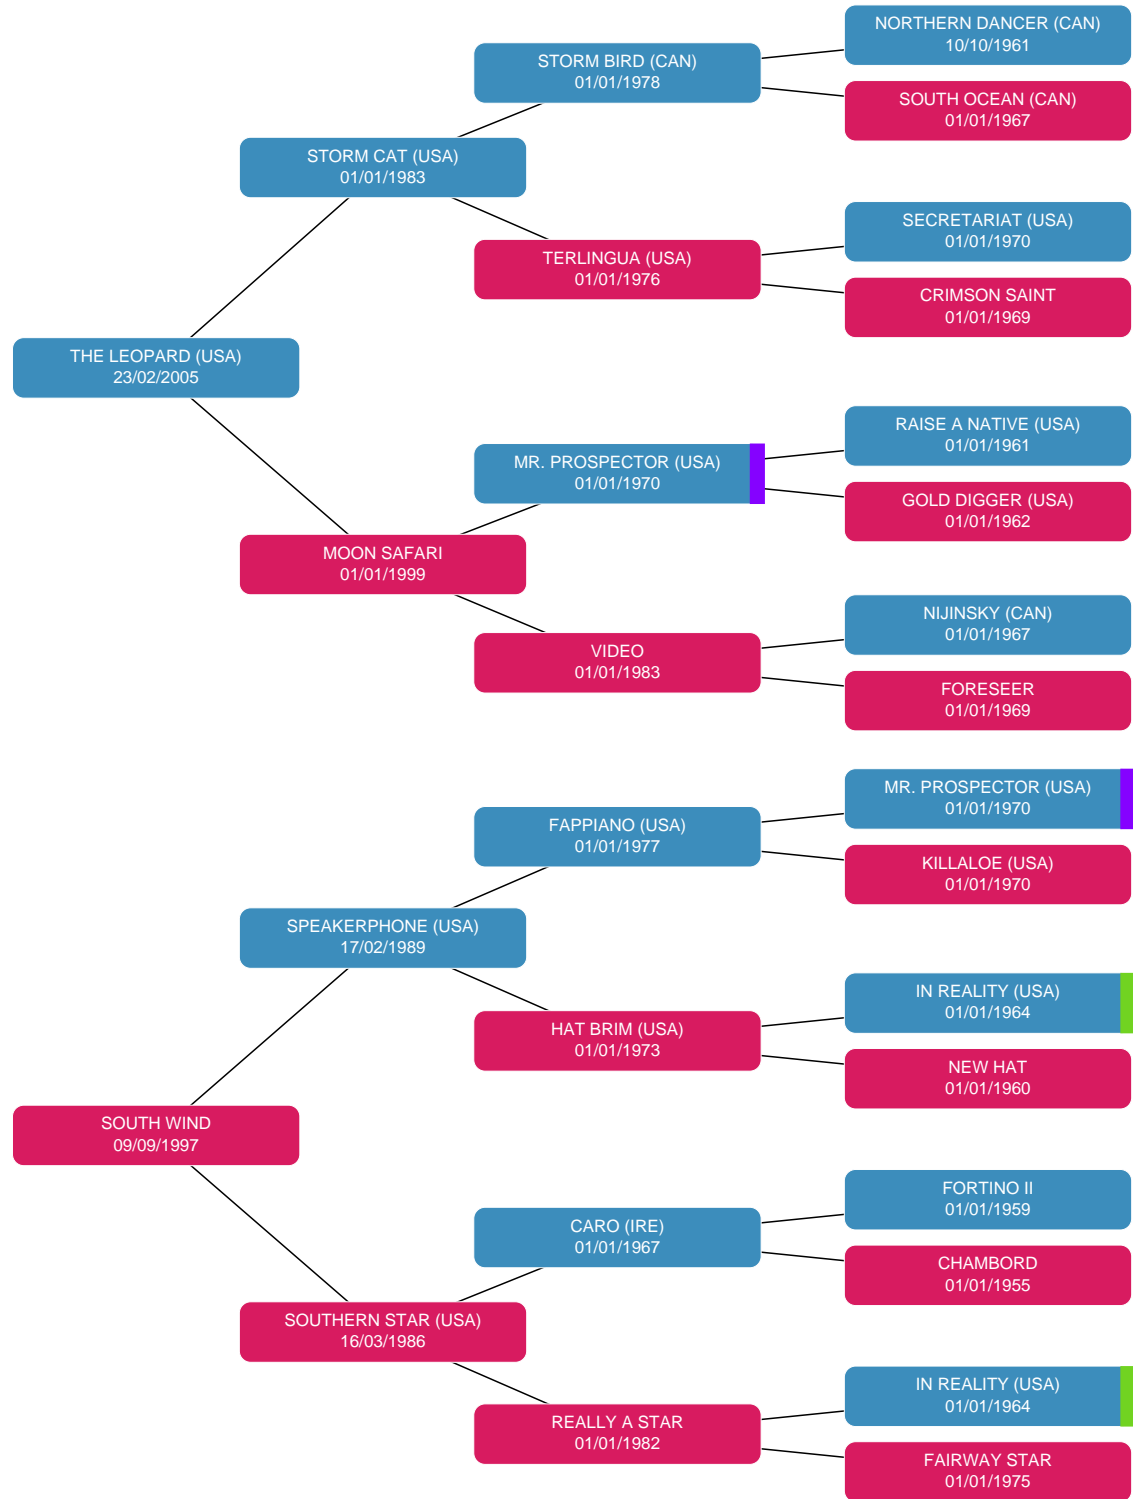 NORTHERN DANCER (CAN)
10/10/1961
STORM BIRD (CAN)
01/01/1978
SOUTH OCEAN (CAN)
01/01/1967
STORM CAT (USA)
01/01/1983
SECRETARIAT (USA)
01/01/1970
TERLINGUA (USA)
01/01/1976
CRIMSON SAINT
01/01/1969
THE LEOPARD (USA)
23/02/2005
RAISE A NATIVE (USA)
01/01/1961
MR. PROSPECTOR (USA)
01/01/1970
GOLD DIGGER (USA)
01/01/1962
MOON SAFARI
01/01/1999
NIJINSKY (CAN)
01/01/1967
VIDEO
01/01/1983
FORESEER
01/01/1969
MR. PROSPECTOR (USA)
01/01/1970
FAPPIANO (USA)
01/01/1977
KILLALOE (USA)
01/01/1970
SPEAKERPHONE (USA)
17/02/1989
IN REALITY (USA)
01/01/1964
HAT BRIM (USA)
01/01/1973
NEW HAT
01/01/1960
SOUTH WIND
09/09/1997
FORTINO II
01/01/1959
CARO (IRE)
01/01/1967
CHAMBORD
01/01/1955
SOUTHERN STAR (USA)
16/03/1986
IN REALITY (USA)
01/01/1964
REALLY A STAR
01/01/1982
FAIRWAY STAR
01/01/1975